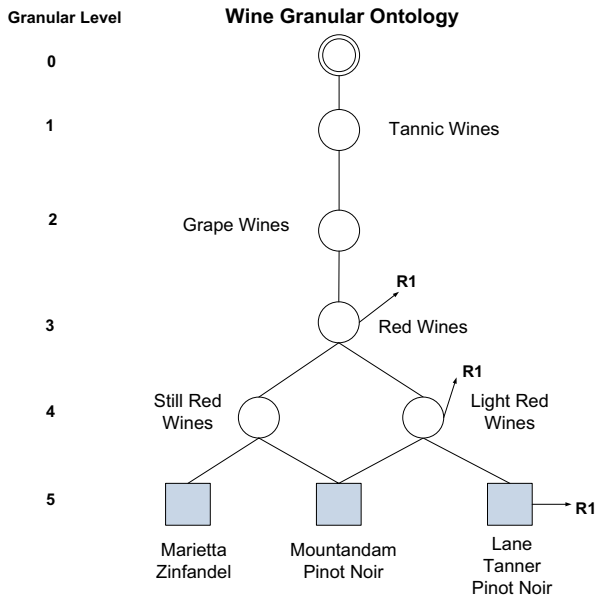 Granular Level
Wine Granular Ontology
0
1
Tannic Wines
2
Grape Wines
R1
3
Red Wines
R1
Still Red
Wines
4
Light Red
Wines
5
R1
Marietta
Zinfandel
Mountandam
Pinot Noir
Lane
Tanner
Pinot Noir